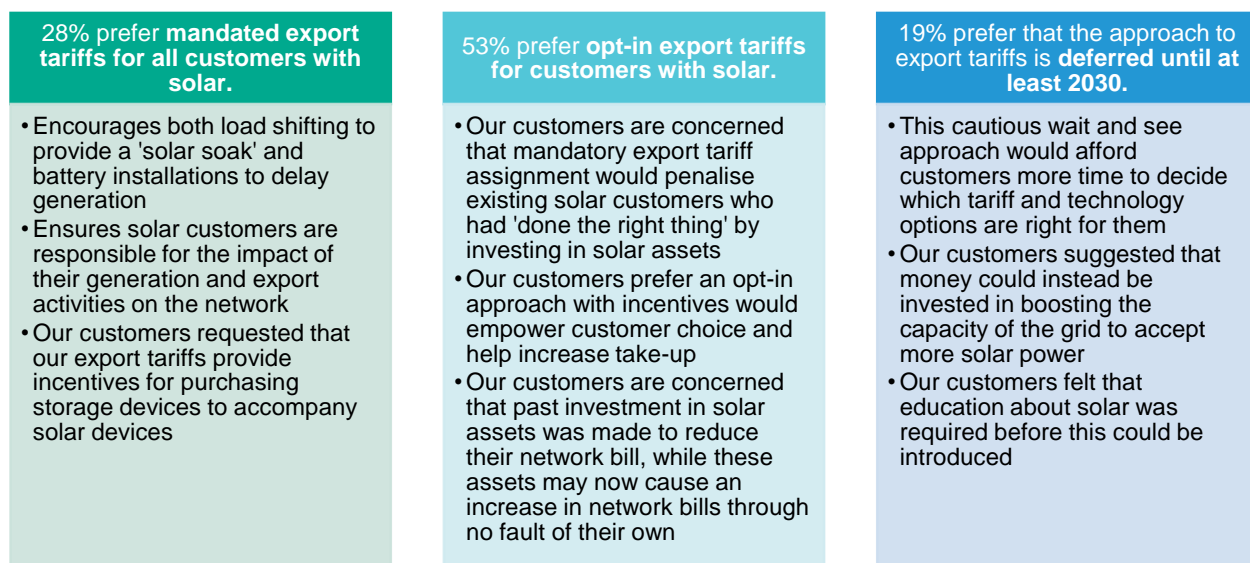 28% prefer mandated export
tariffs for all customers with
solar.
• Encourages both load shifting to
provide a 'solar soak' and
battery installations to delay
generation
• Ensures solar customers are
responsible for the impact of
their generation and export
activities on the network
• Our customers requested that
our export tariffs provide
incentives for purchasing
storage devices to accompany
solar devices
53% prefer opt-in export tariffs
for customers with solar.
• Our customers are concerned
that mandatory export tariff
assignment would penalise
existing solar customers who
had 'done the right thing' by
investing in solar assets
• Our customers prefer an opt-in
approach with incentives would
empower customer choice and
help increase take-up
• Our customers are concerned
that past investment in solar
assets was made to reduce
their network bill, while these
assets may now cause an
increase in network bills through
no fault of their own
19% prefer that the approach to
export tariffs is deferred until at
least 2030.
• This cautious wait and see
approach would afford
customers more time to decide
which tariff and technology
options are right for them
• Our customers suggested that
money could instead be
invested in boosting the
capacity of the grid to accept
more solar power
• Our customers felt that
education about solar was
required before this could be
introduced